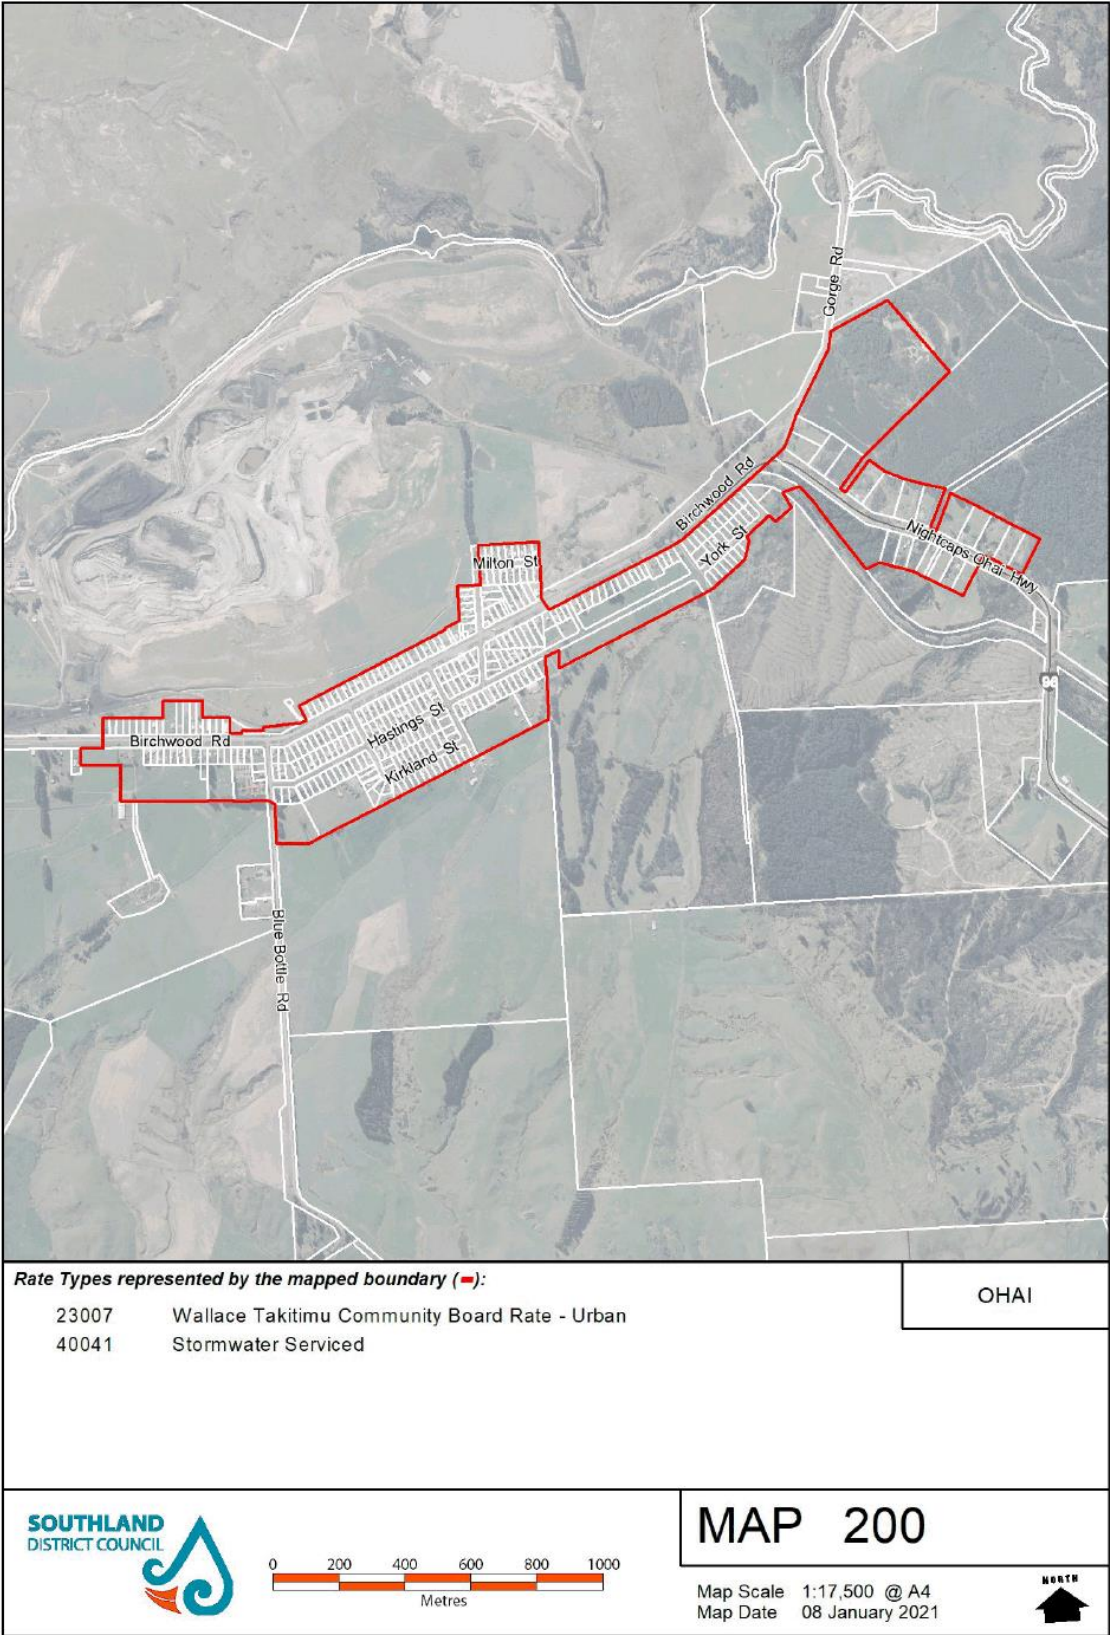 Gorge Rd
Birchwood Rd
York St
Nightcaps-Ohai Hwy
Milton St
96
Hastings St
Birchwood Rd
Kirkland St
Blue Bottle Rd
Rate Types represented by the mapped boundary (-):
OHAI
23007 Wallace Takitimu Community Board Rate - Urban
40041 Stormwater Serviced
SOUTHLAND
DISTRICT COUNCIL
0 200 400 600 800 1000
Metres
MAP 200
Map Scale 1:17,500 @ A4
Map Date 08 January 2021
NORTH